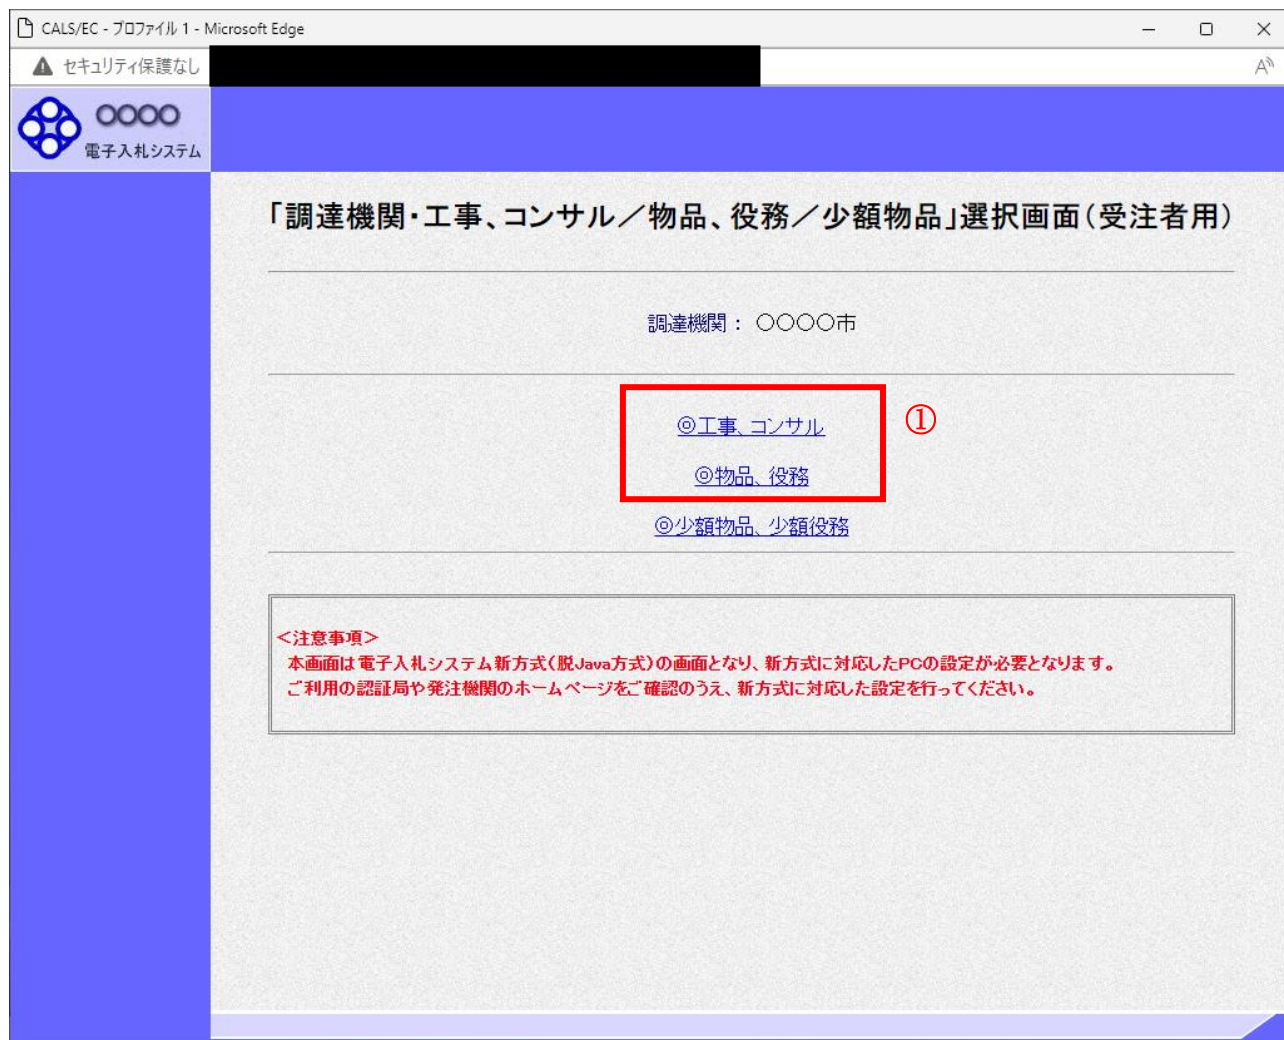 CALS/EC - プロファイル 1 - Microsoft Edge
セキュリティ保護なし
○○○○
電子入札システム
「調達機関・工事、コンサル／物品、役務／少額物品」選択画面（受注者用）
調達機関： ○○○○市
◎工事、コンサル
①
◎物品、役務
◎少額物品、少額役務
＜注意事項＞
本画面は電子入札システム新方式(脱Java方式)の画面となり、新方式に対応したPCの設定が必要となります。
ご利用の認証局や発注機関のホームページをご確認のうえ、新方式に対応した設定を行ってください。